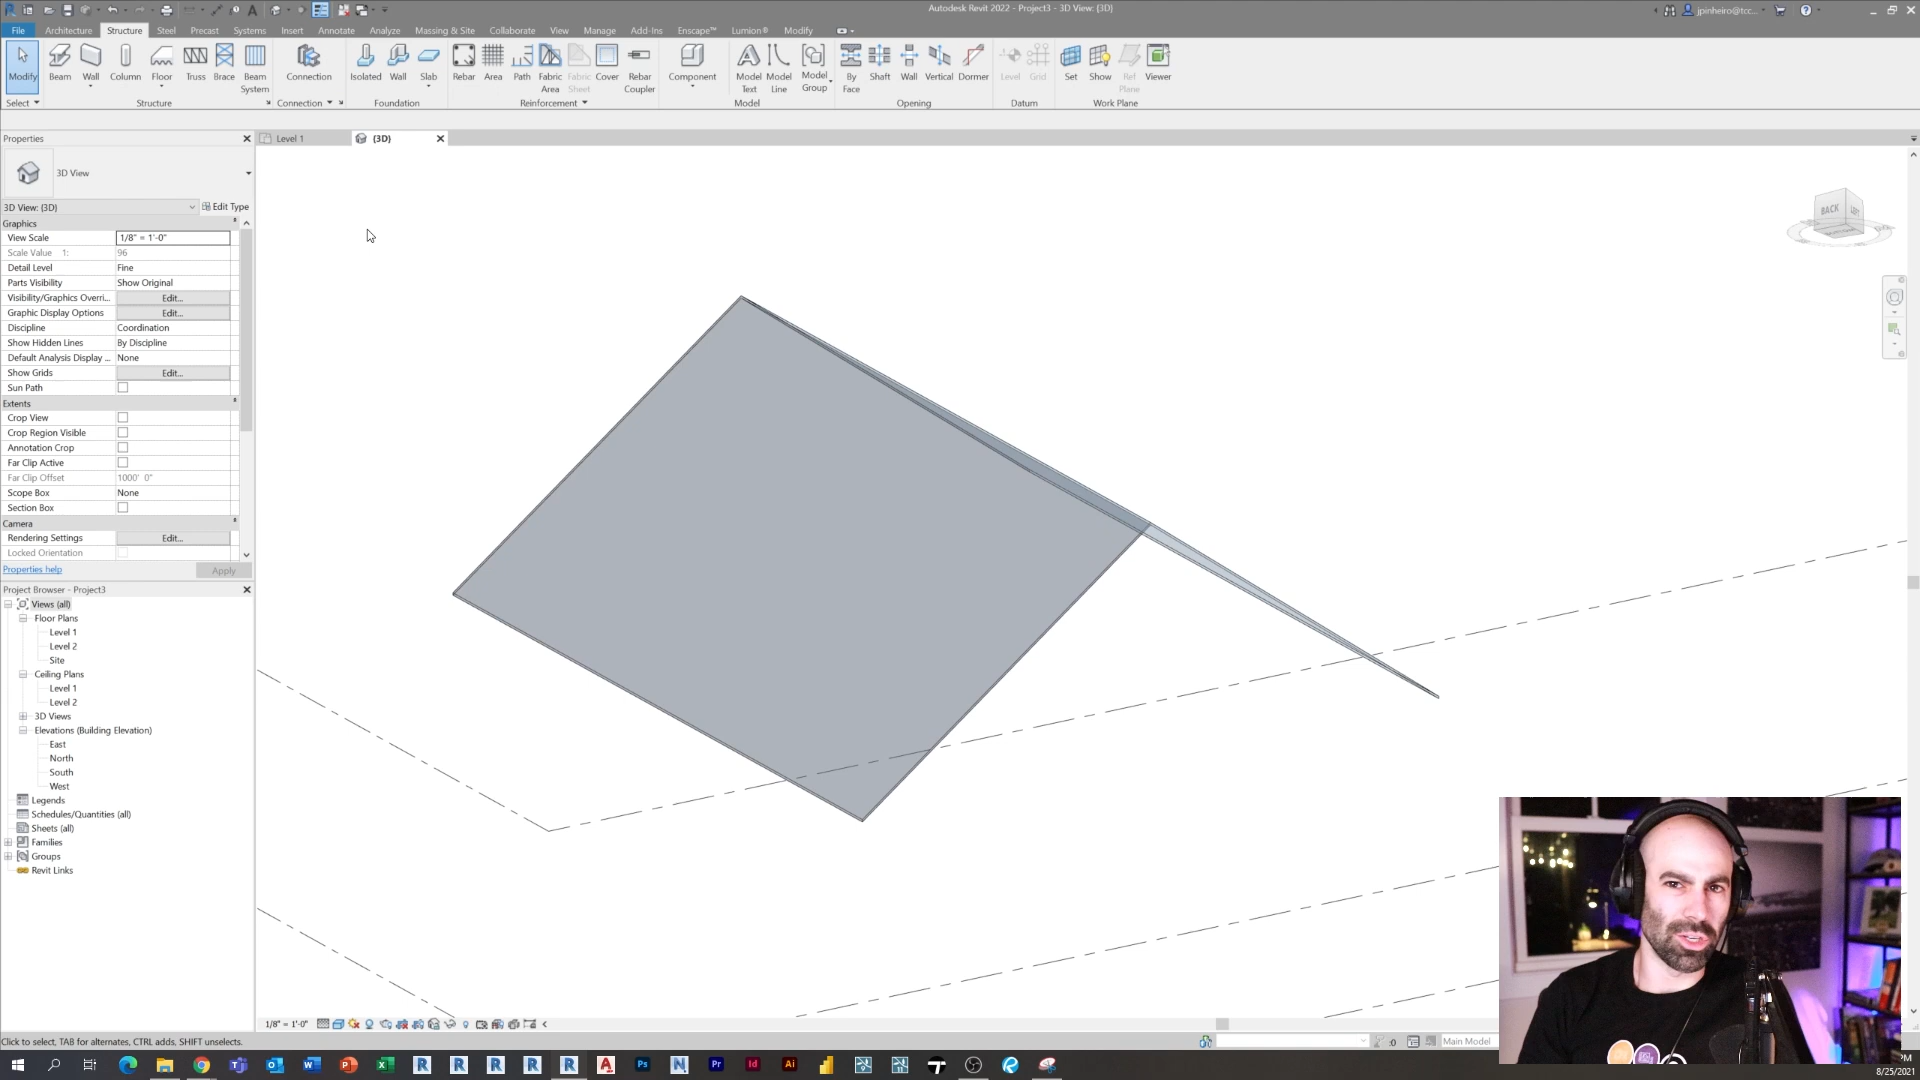 Autodesk Revit 2022 - Project3 - 3D View: {3D}
jpinheiro@tcc...
File Architecture Structure Steel Precast Systems Insert Annotate Analyze Massing & Site Collaborate View Manage Add-Ins Enscape™ Lumion® Modify
Modify Beam Wall Column Floor Truss Brace Beam System Connection Isolated Wall Slab Rebar Area Path Fabric Area Fabric Sheet Cover Rebar Coupler Component Model Text Model Line Model Group By Face Shaft Wall Vertical Dormer Level Grid Set Show Ref Plane Viewer
Select Structure Connection Foundation Reinforcement Model Opening Datum Work Plane
Properties
Level 1
{3D}
3D View
3D View: {3D}
Edit Type
Graphics
View Scale 1/8" = 1'-0"
Scale Value 1: 96
Detail Level Fine
Parts Visibility Show Original
Visibility/Graphics Overri... Edit...
Graphic Display Options Edit...
Discipline Coordination
Show Hidden Lines By Discipline
Default Analysis Display ... None
Show Grids Edit...
Sun Path
Extents
Crop View
Crop Region Visible
Annotation Crop
Far Clip Active
Far Clip Offset 1000' 0"
Scope Box None
Section Box
Camera
Rendering Settings Edit...
Locked Orientation
Properties help
Apply
Project Browser - Project3
Views (all)
Floor Plans
Level 1
Level 2
Site
Ceiling Plans
Level 1
Level 2
3D Views
Elevations (Building Elevation)
East
North
South
West
Legends
Schedules/Quantities (all)
Sheets (all)
Families
Groups
Revit Links
BACK
LEFT
1/8" = 1'-0"
Click to select, TAB for alternates, CTRL adds, SHIFT unselects.
:0
Main Model
PM
8/25/2021